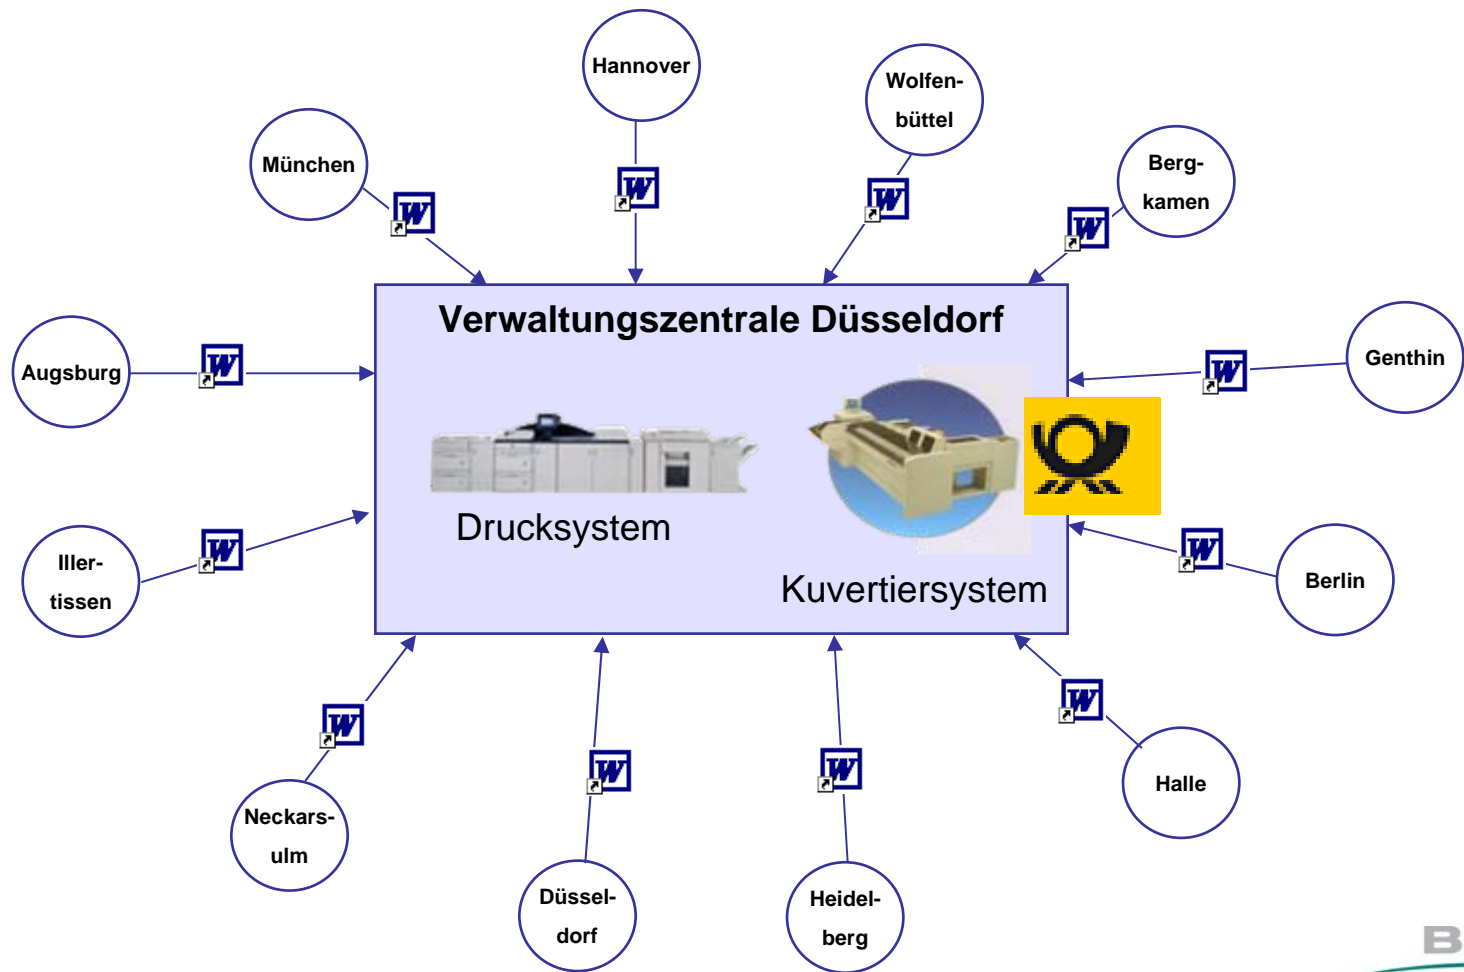 Hannover
Wolfen-
büttel
München
Berg-
kamen
Verwaltungszentrale Düsseldorf
Augsburg
Genthin
Drucksystem
Kuvertiersystem
Iller-
tissen
Berlin
Neckars-
ulm
Halle
Düssel-
dorf
Heidel-
berg
W
W
W
W
W
W
W
W
W
W
W
W
B